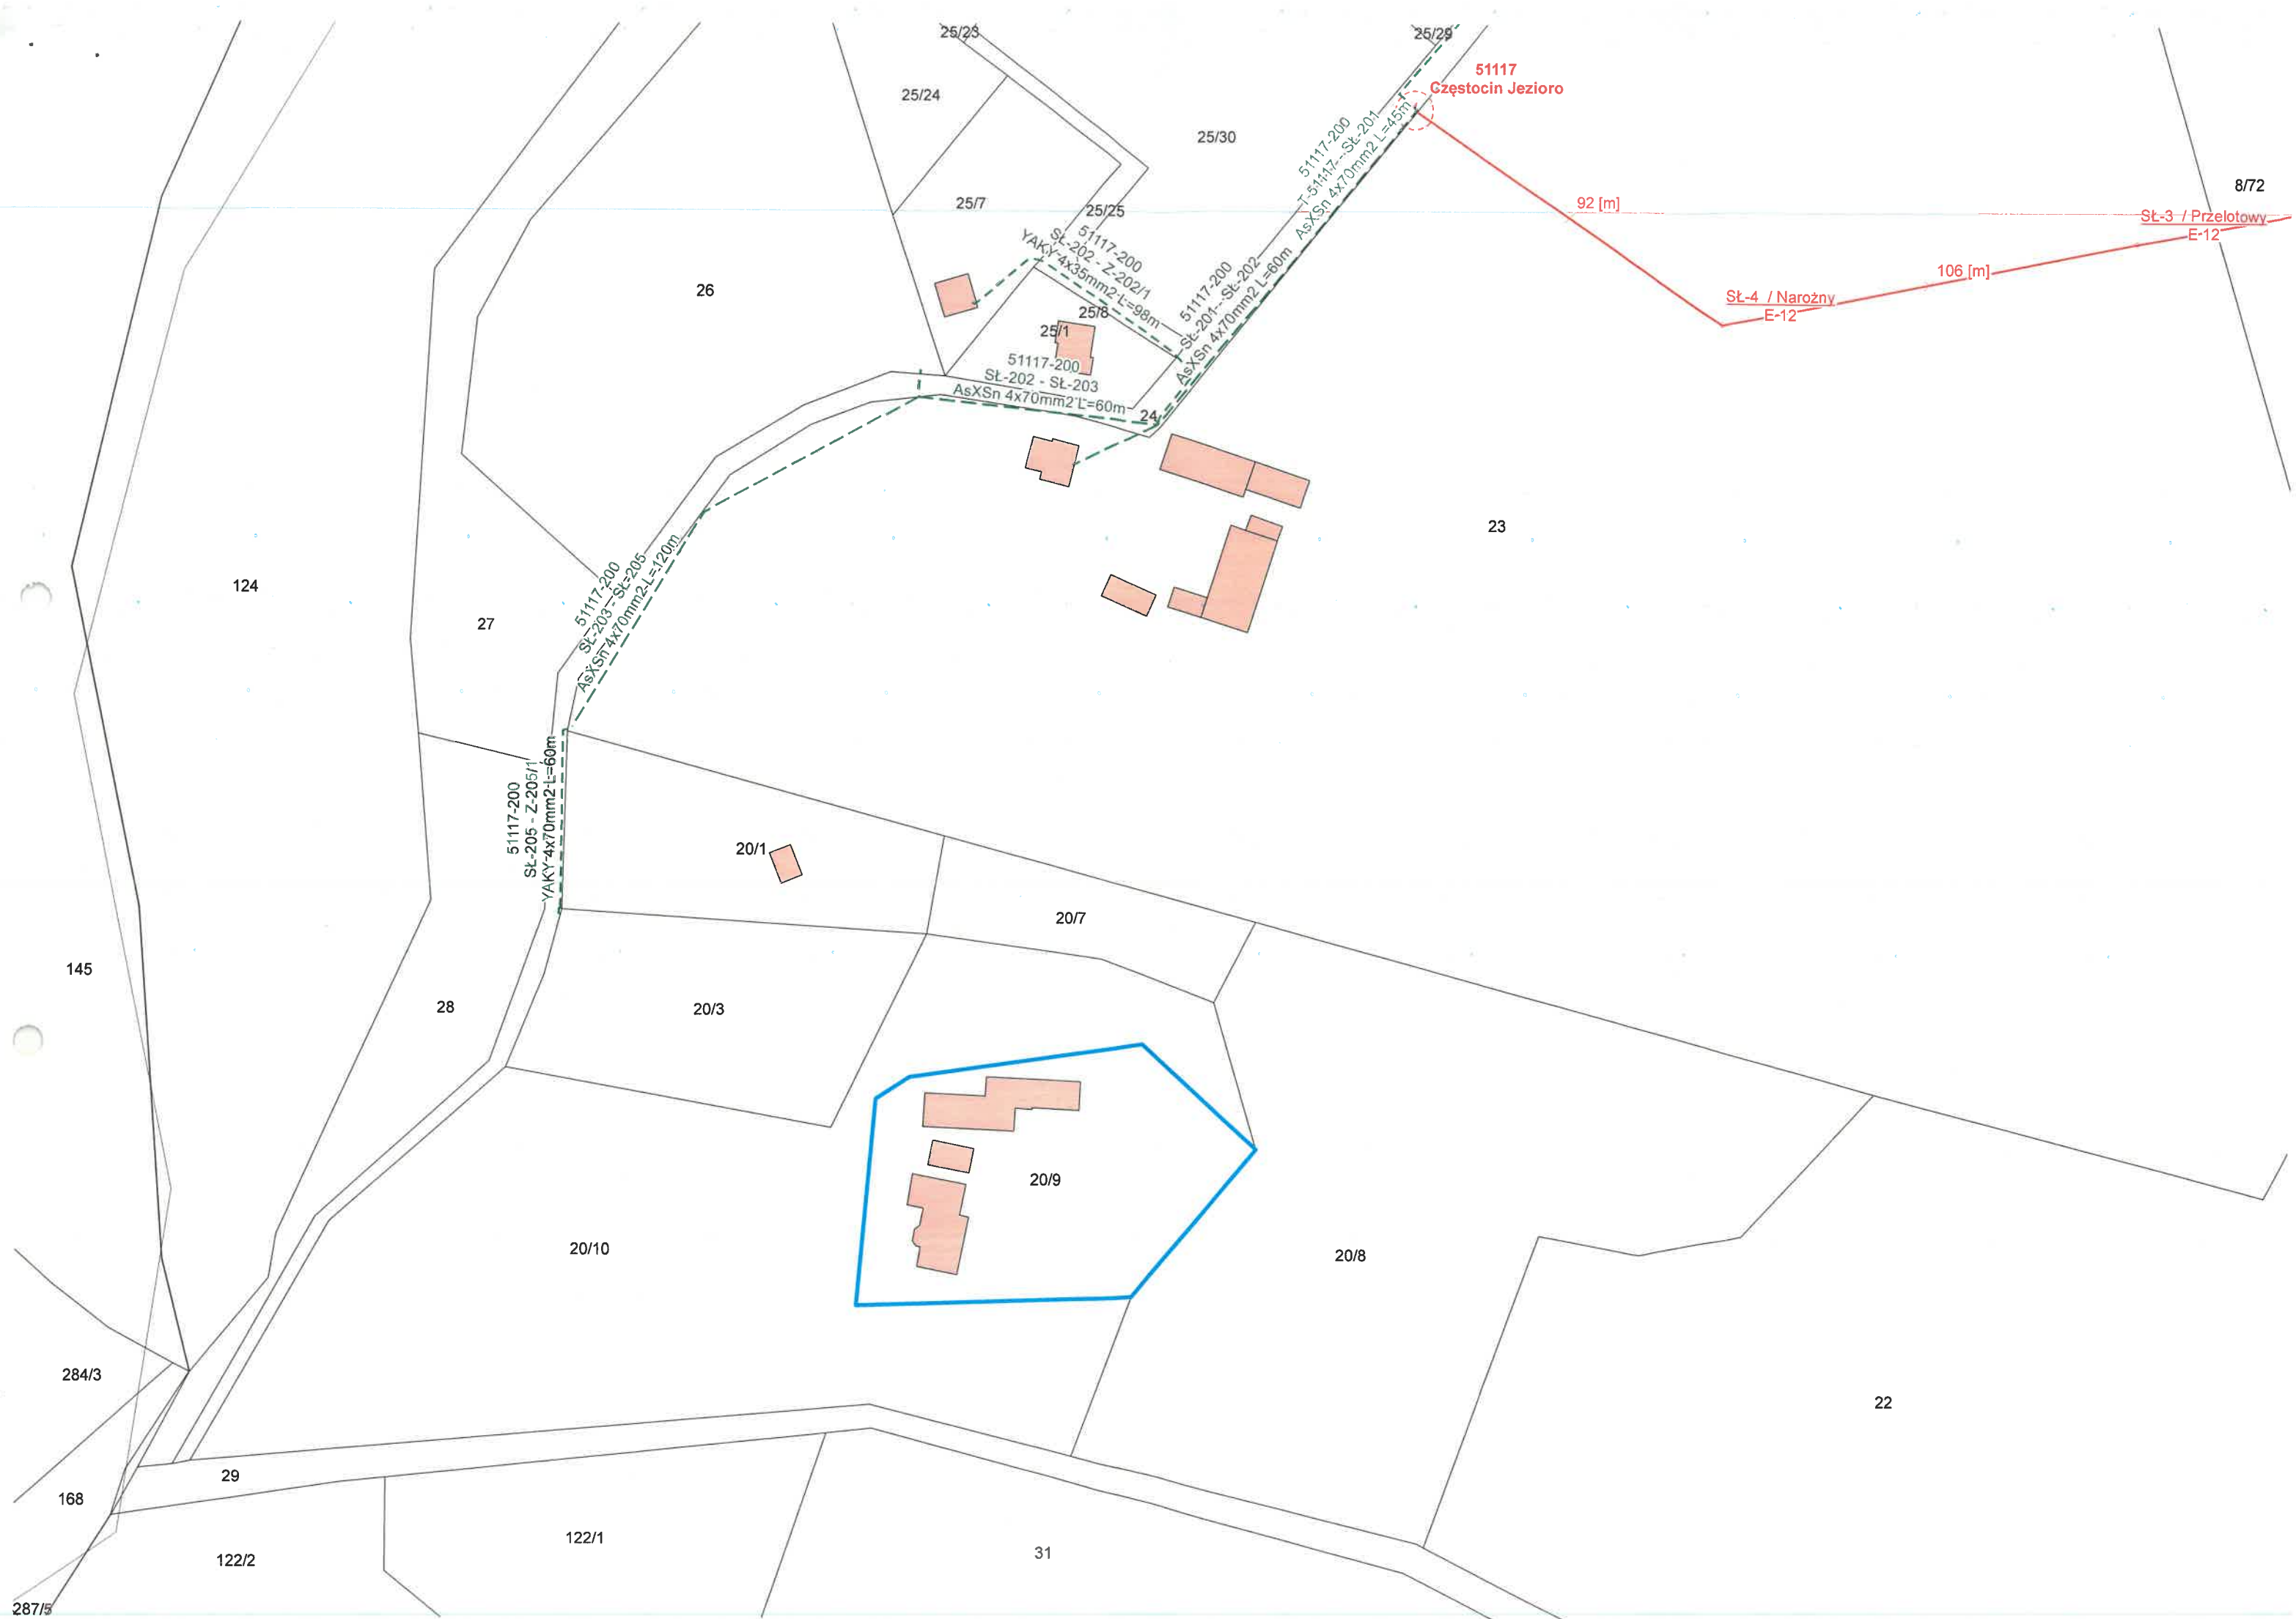 25/23
25/29
51117
Częstocin Jezioro
25/24
25/30
51117-200
T-51117 - SŁ-201
AsXSn 4x70mm2 L=45m
8/72
25/7
25/25
92 [m]
SŁ-3 / Przelotowy
E-12
51117-200
SŁ-202 - Z-202/1
YAKY 4x35mm2 L=98m
51117-200
SŁ-201 - SŁ-202
AsXSn 4x70mm2 L=60m
106 [m]
26
SŁ-4 / Narożny
E-12
25/8
25/1
51117-200
SŁ-202 - SŁ-203
AsXSn 4x70mm2 L=60m
24
23
124
27
51117-200
SŁ-203 - SŁ-205
AsXSn 4x70mm2 L=120m
51117-200
SŁ-205 - Z-205/1
YAKY 4x70mm2 L=60m
20/1
20/7
145
28
20/3
20/9
20/10
20/8
284/3
22
29
168
122/1
31
122/2
287/5